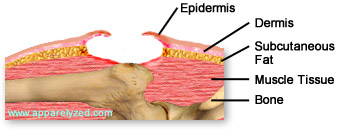 Epidermis
Dermis
Subcutaneous
Fat
Muscle Tissue
Bone
www.apparelyzed.com